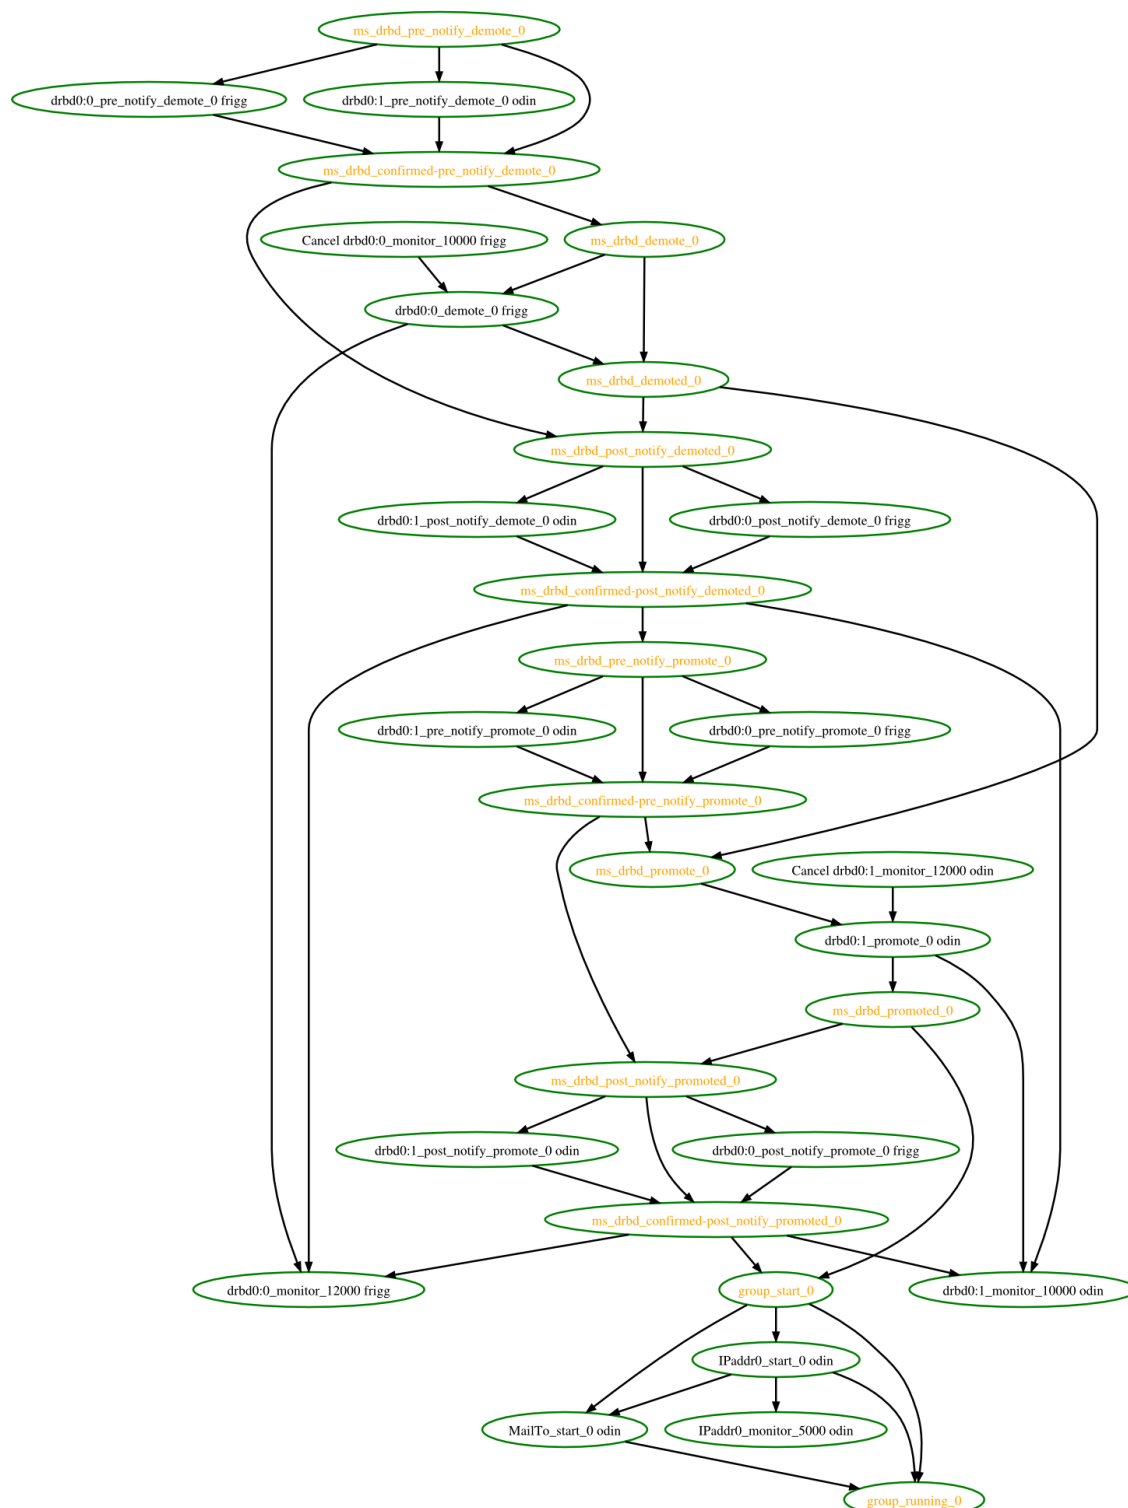 ms_drbd_pre_notify_demote_0
drbd0:0_pre_notify_demote_0 frigg
drbd0:1_pre_notify_demote_0 odin
ms_drbd_confirmed-pre_notify_demote_0
Cancel drbd0:0_monitor_10000 frigg
ms_drbd_demote_0
drbd0:0_demote_0 frigg
ms_drbd_demoted_0
ms_drbd_post_notify_demoted_0
drbd0:1_post_notify_demote_0 odin
drbd0:0_post_notify_demote_0 frigg
ms_drbd_confirmed-post_notify_demoted_0
ms_drbd_pre_notify_promote_0
drbd0:1_pre_notify_promote_0 odin
drbd0:0_pre_notify_promote_0 frigg
ms_drbd_confirmed-pre_notify_promote_0
ms_drbd_promote_0
Cancel drbd0:1_monitor_12000 odin
drbd0:1_promote_0 odin
ms_drbd_promoted_0
ms_drbd_post_notify_promoted_0
drbd0:1_post_notify_promote_0 odin
drbd0:0_post_notify_promote_0 frigg
ms_drbd_confirmed-post_notify_promoted_0
drbd0:0_monitor_12000 frigg
group_start_0
drbd0:1_monitor_10000 odin
IPaddr0_start_0 odin
MailTo_start_0 odin
IPaddr0_monitor_5000 odin
group_running_0